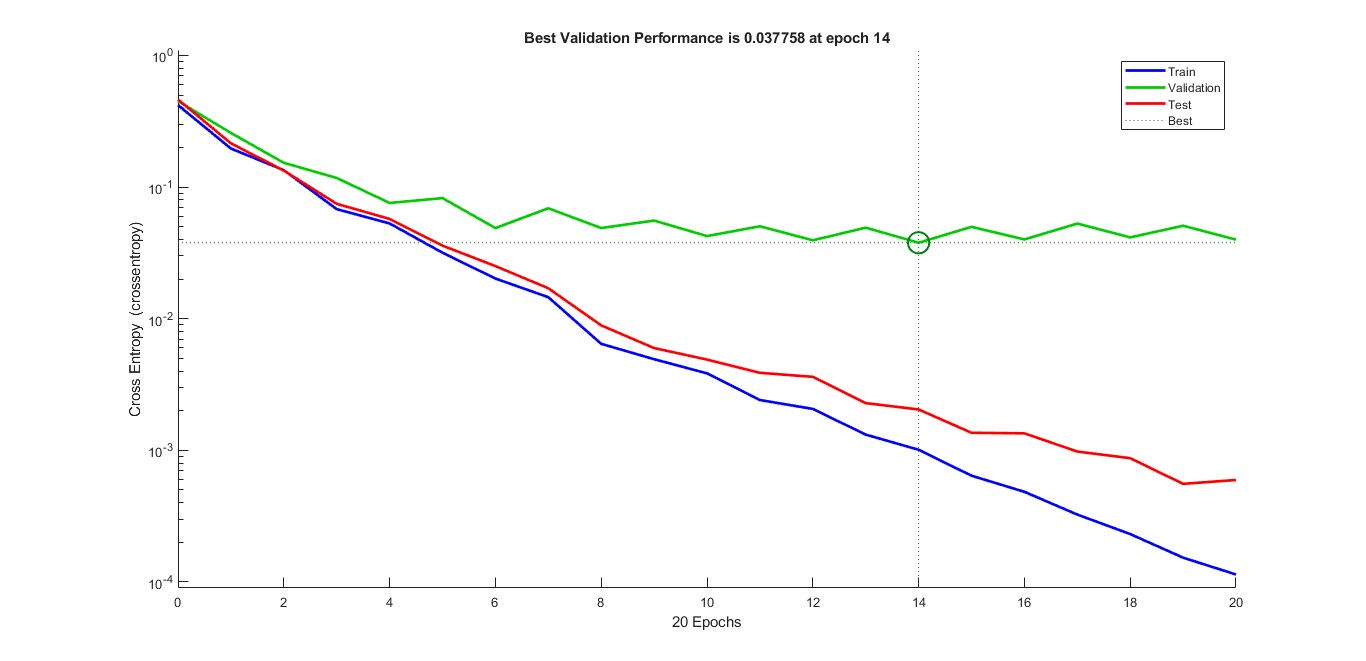 Best Validation Performance is 0.037758 at epoch 14
Train
Validation
Test
Best
Cross Entropy (crossentropy)
10^0
10^-1
10^-2
10^-3
10^-4
0 2 4 6 8 10 12 14 16 18 20
20 Epochs